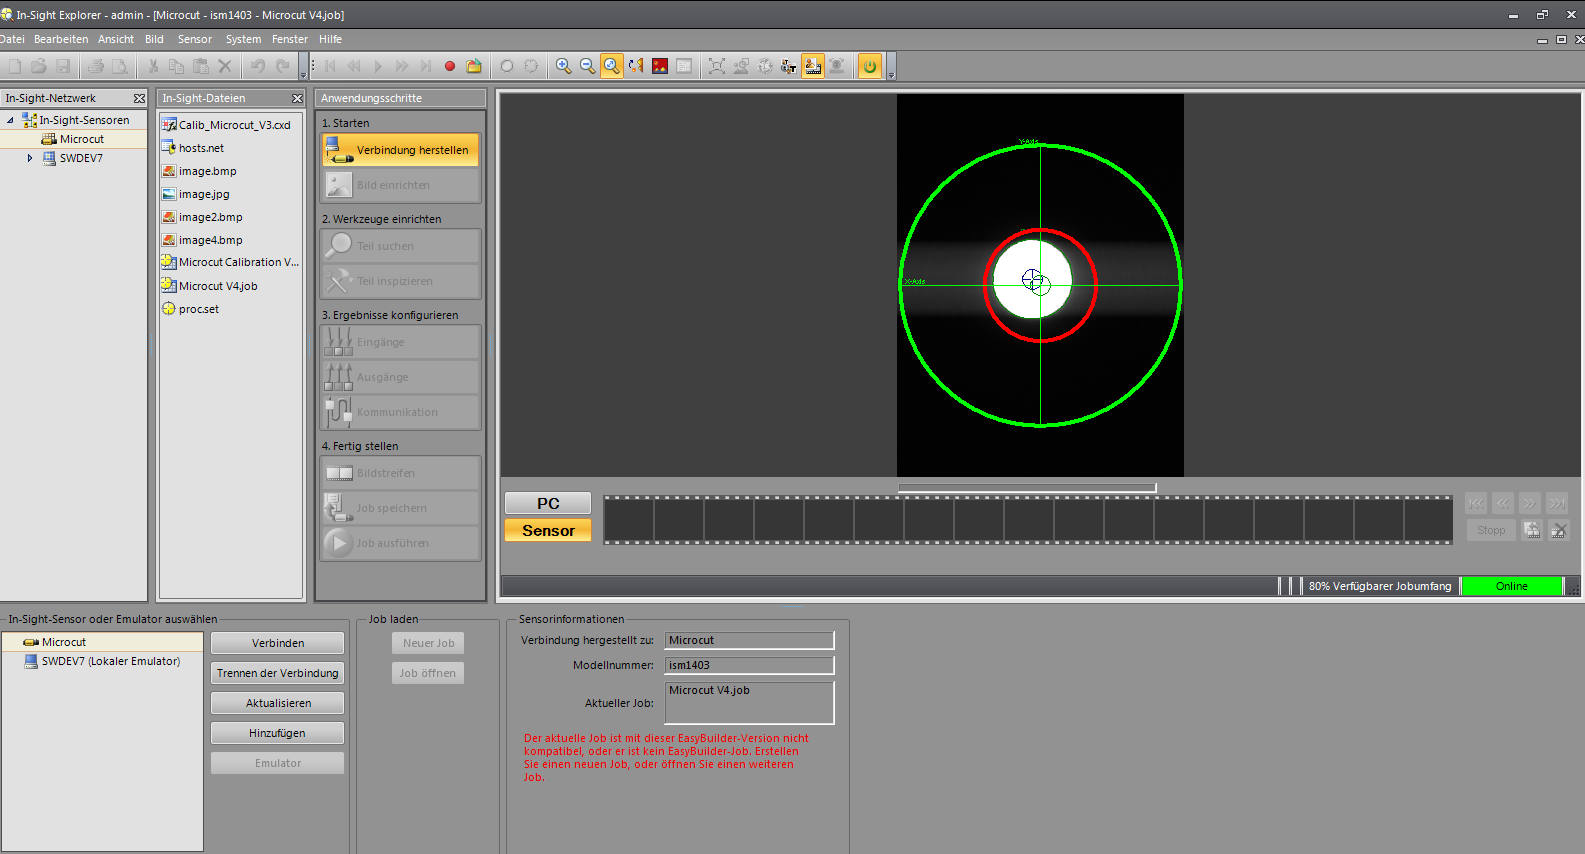 In-Sight Explorer - admin - [Microcut - ism1403 - Microcut V4.job]
Datei Bearbeiten Ansicht Bild Sensor System Fenster Hilfe
In-Sight-Netzwerk
In-Sight-Sensoren
Microcut
SWDEV7
In-Sight-Dateien
Calib_Microcut_V3.cxd
hosts.net
image.bmp
image.jpg
image2.bmp
image4.bmp
Microcut Calibration V...
Microcut V4.job
proc.set
Anwendungsschritte
1. Starten
Verbindung herstellen
Bild einrichten
2. Werkzeuge einrichten
Teil suchen
Teil inspizieren
3. Ergebnisse konfigurieren
Eingänge
Ausgänge
Kommunikation
4. Fertig stellen
Bildstreifen
Job speichern
Job ausführen
Y-Axis
X-Axis
PC
Sensor
Stopp
80% Verfügbarer Jobumfang
Online
In-Sight-Sensor oder Emulator auswählen
Microcut
SWDEV7 (Lokaler Emulator)
Verbinden
Trennen der Verbindung
Aktualisieren
Hinzufügen
Emulator
Job laden
Neuer Job
Job öffnen
Sensorinformationen
Verbindung hergestellt zu: Microcut
Modellnummer: ism1403
Aktueller Job: Microcut V4.job
Der aktuelle Job ist mit dieser EasyBuilder-Version nicht
kompatibel, oder er ist kein EasyBuilder-Job. Erstellen
Sie einen neuen Job, oder öffnen Sie einen weiteren
Job.